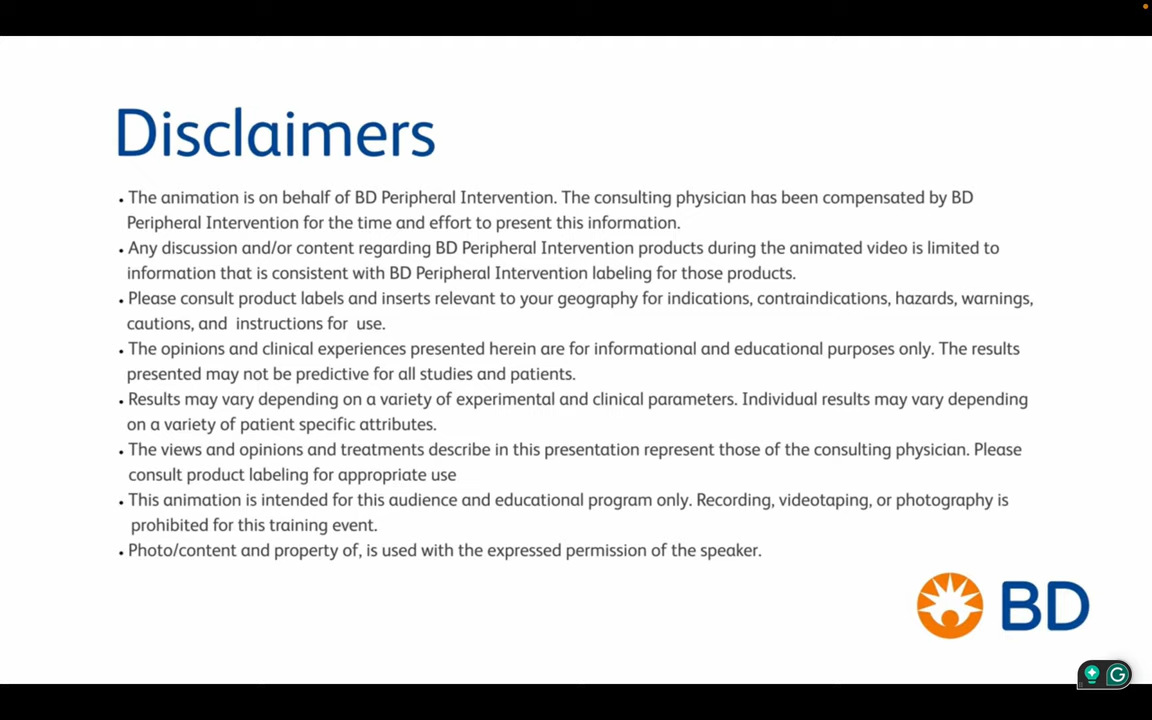 Disclaimers
• The animation is on behalf of BD Peripheral Intervention. The consulting physician has been compensated by BD
Peripheral Intervention for the time and effort to present this information.
• Any discussion and/or content regarding BD Peripheral Intervention products during the animated video is limited to
information that is consistent with BD Peripheral Intervention labeling for those products.
• Please consult product labels and inserts relevant to your geography for indications, contraindications, hazards, warnings,
cautions, and instructions for use.
• The opinions and clinical experiences presented herein are for informational and educational purposes only. The results
presented may not be predictive for all studies and patients.
• Results may vary depending on a variety of experimental and clinical parameters. Individual results may vary depending
on a variety of patient specific attributes.
• The views and opinions and treatments describe in this presentation represent those of the consulting physician. Please
consult product labeling for appropriate use
• This animation is intended for this audience and educational program only. Recording, videotaping, or photography is
prohibited for this training event.
• Photo/content and property of, is used with the expressed permission of the speaker.
BD